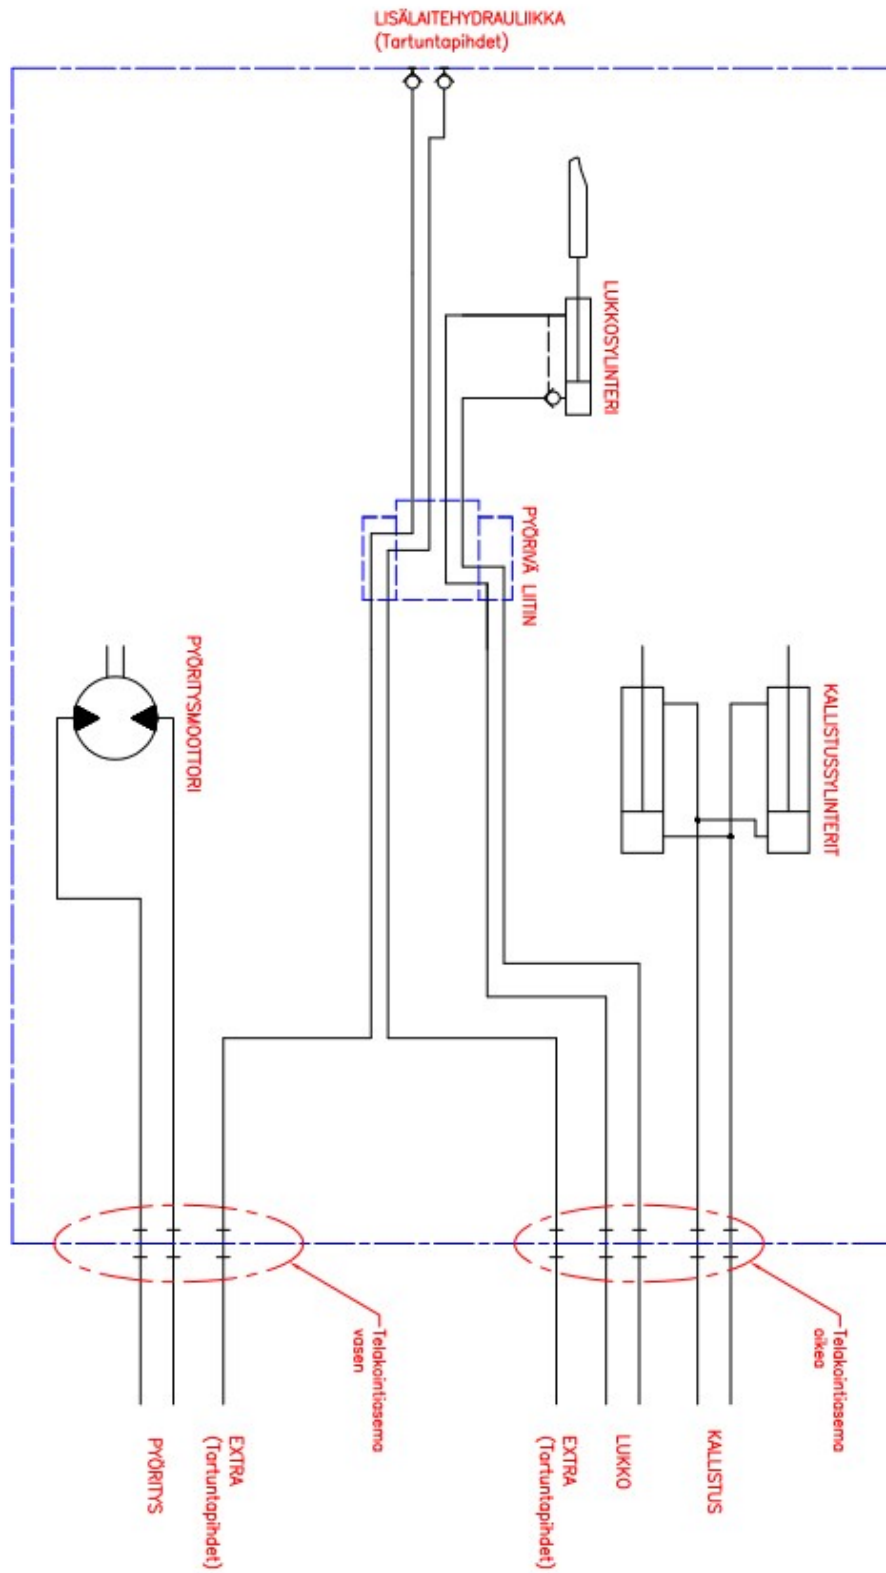 LISÄLAITEHYDRAULIIKKA
(Tartuntapihdet)
LUKKOSYLINTERI
PYÖRIVÄ LIITIN
PYÖRITYSMOOTTORI
KALLISTUSSYLINTERIT
Telakointiasema
vasen
Telakointiasema
oikea
PYÖRITYS
EXTRA
(Tartuntapihdet)
EXTRA
(Tartuntapihdet)
LUKKO
KALLISTUS